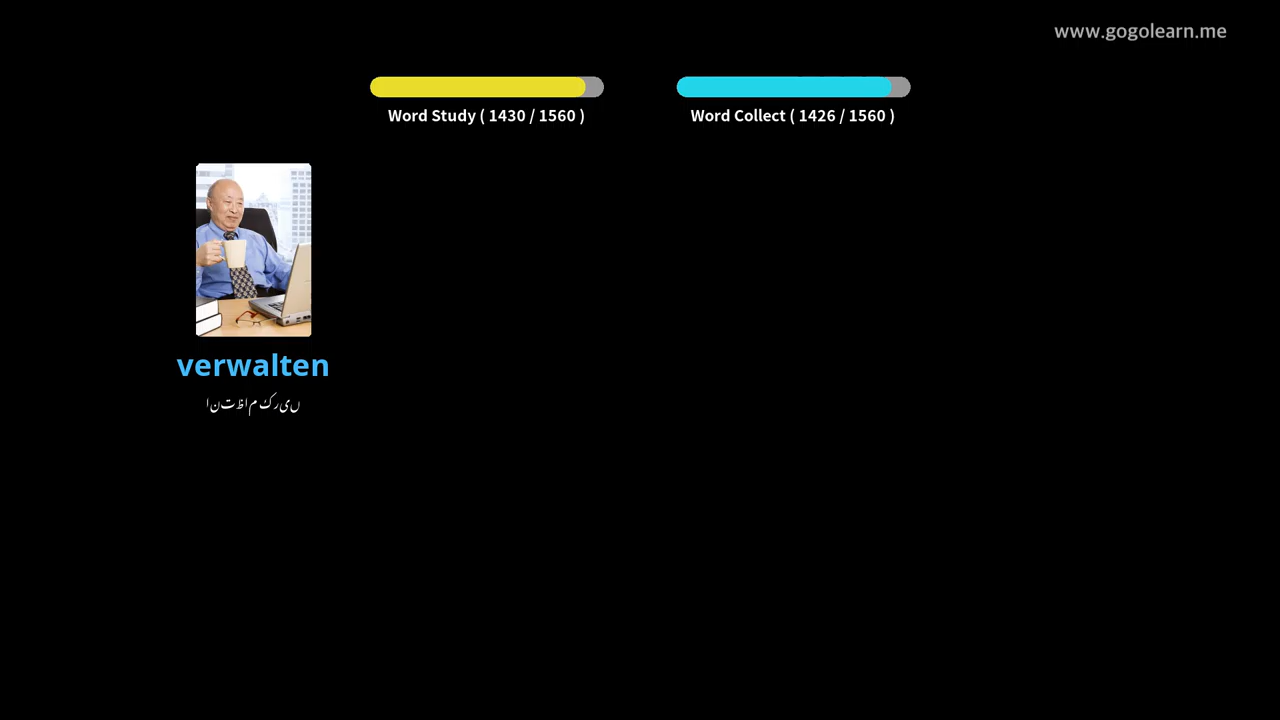 www.gogolearn.me
Word Study ( 1430 / 1560 )
Word Collect ( 1426 / 1560 )
verwalten
انتظام کریں